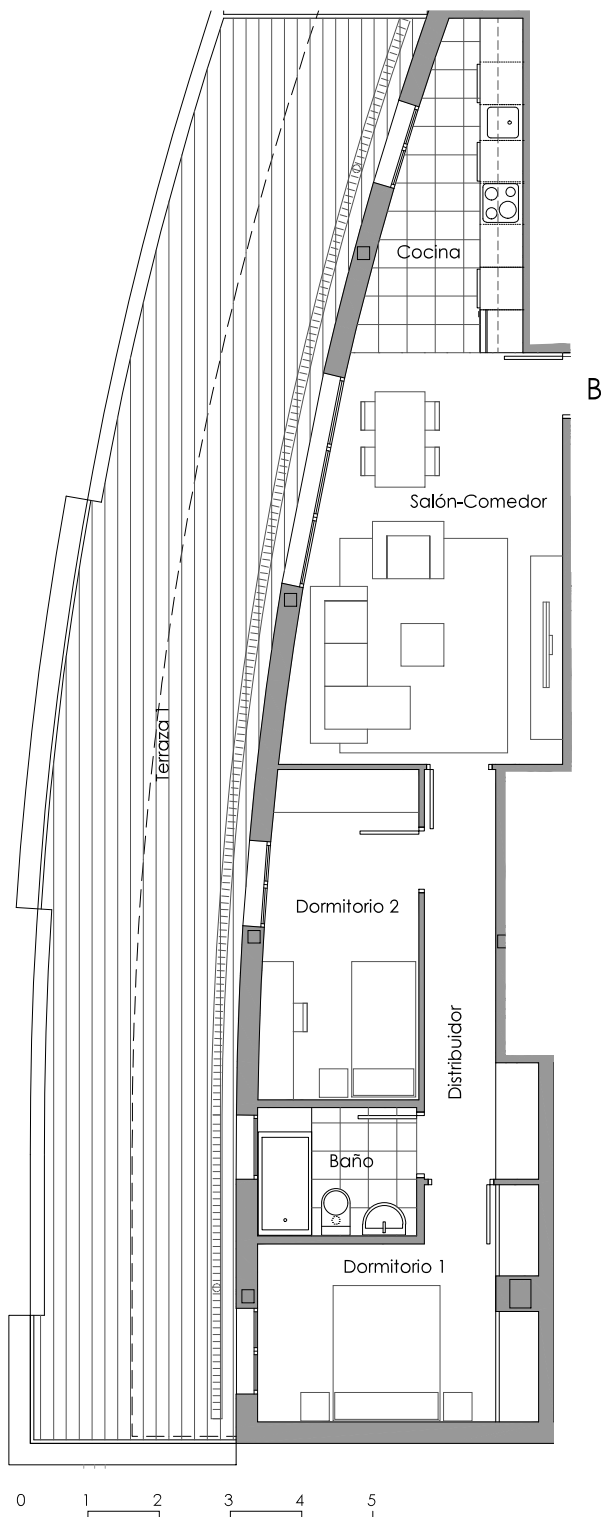 Cocina
B
Salón-Comedor
Terraza 1
Dormitorio 2
Distribuidor
Baño
Dormitorio 1
0 1 2 3 4 5